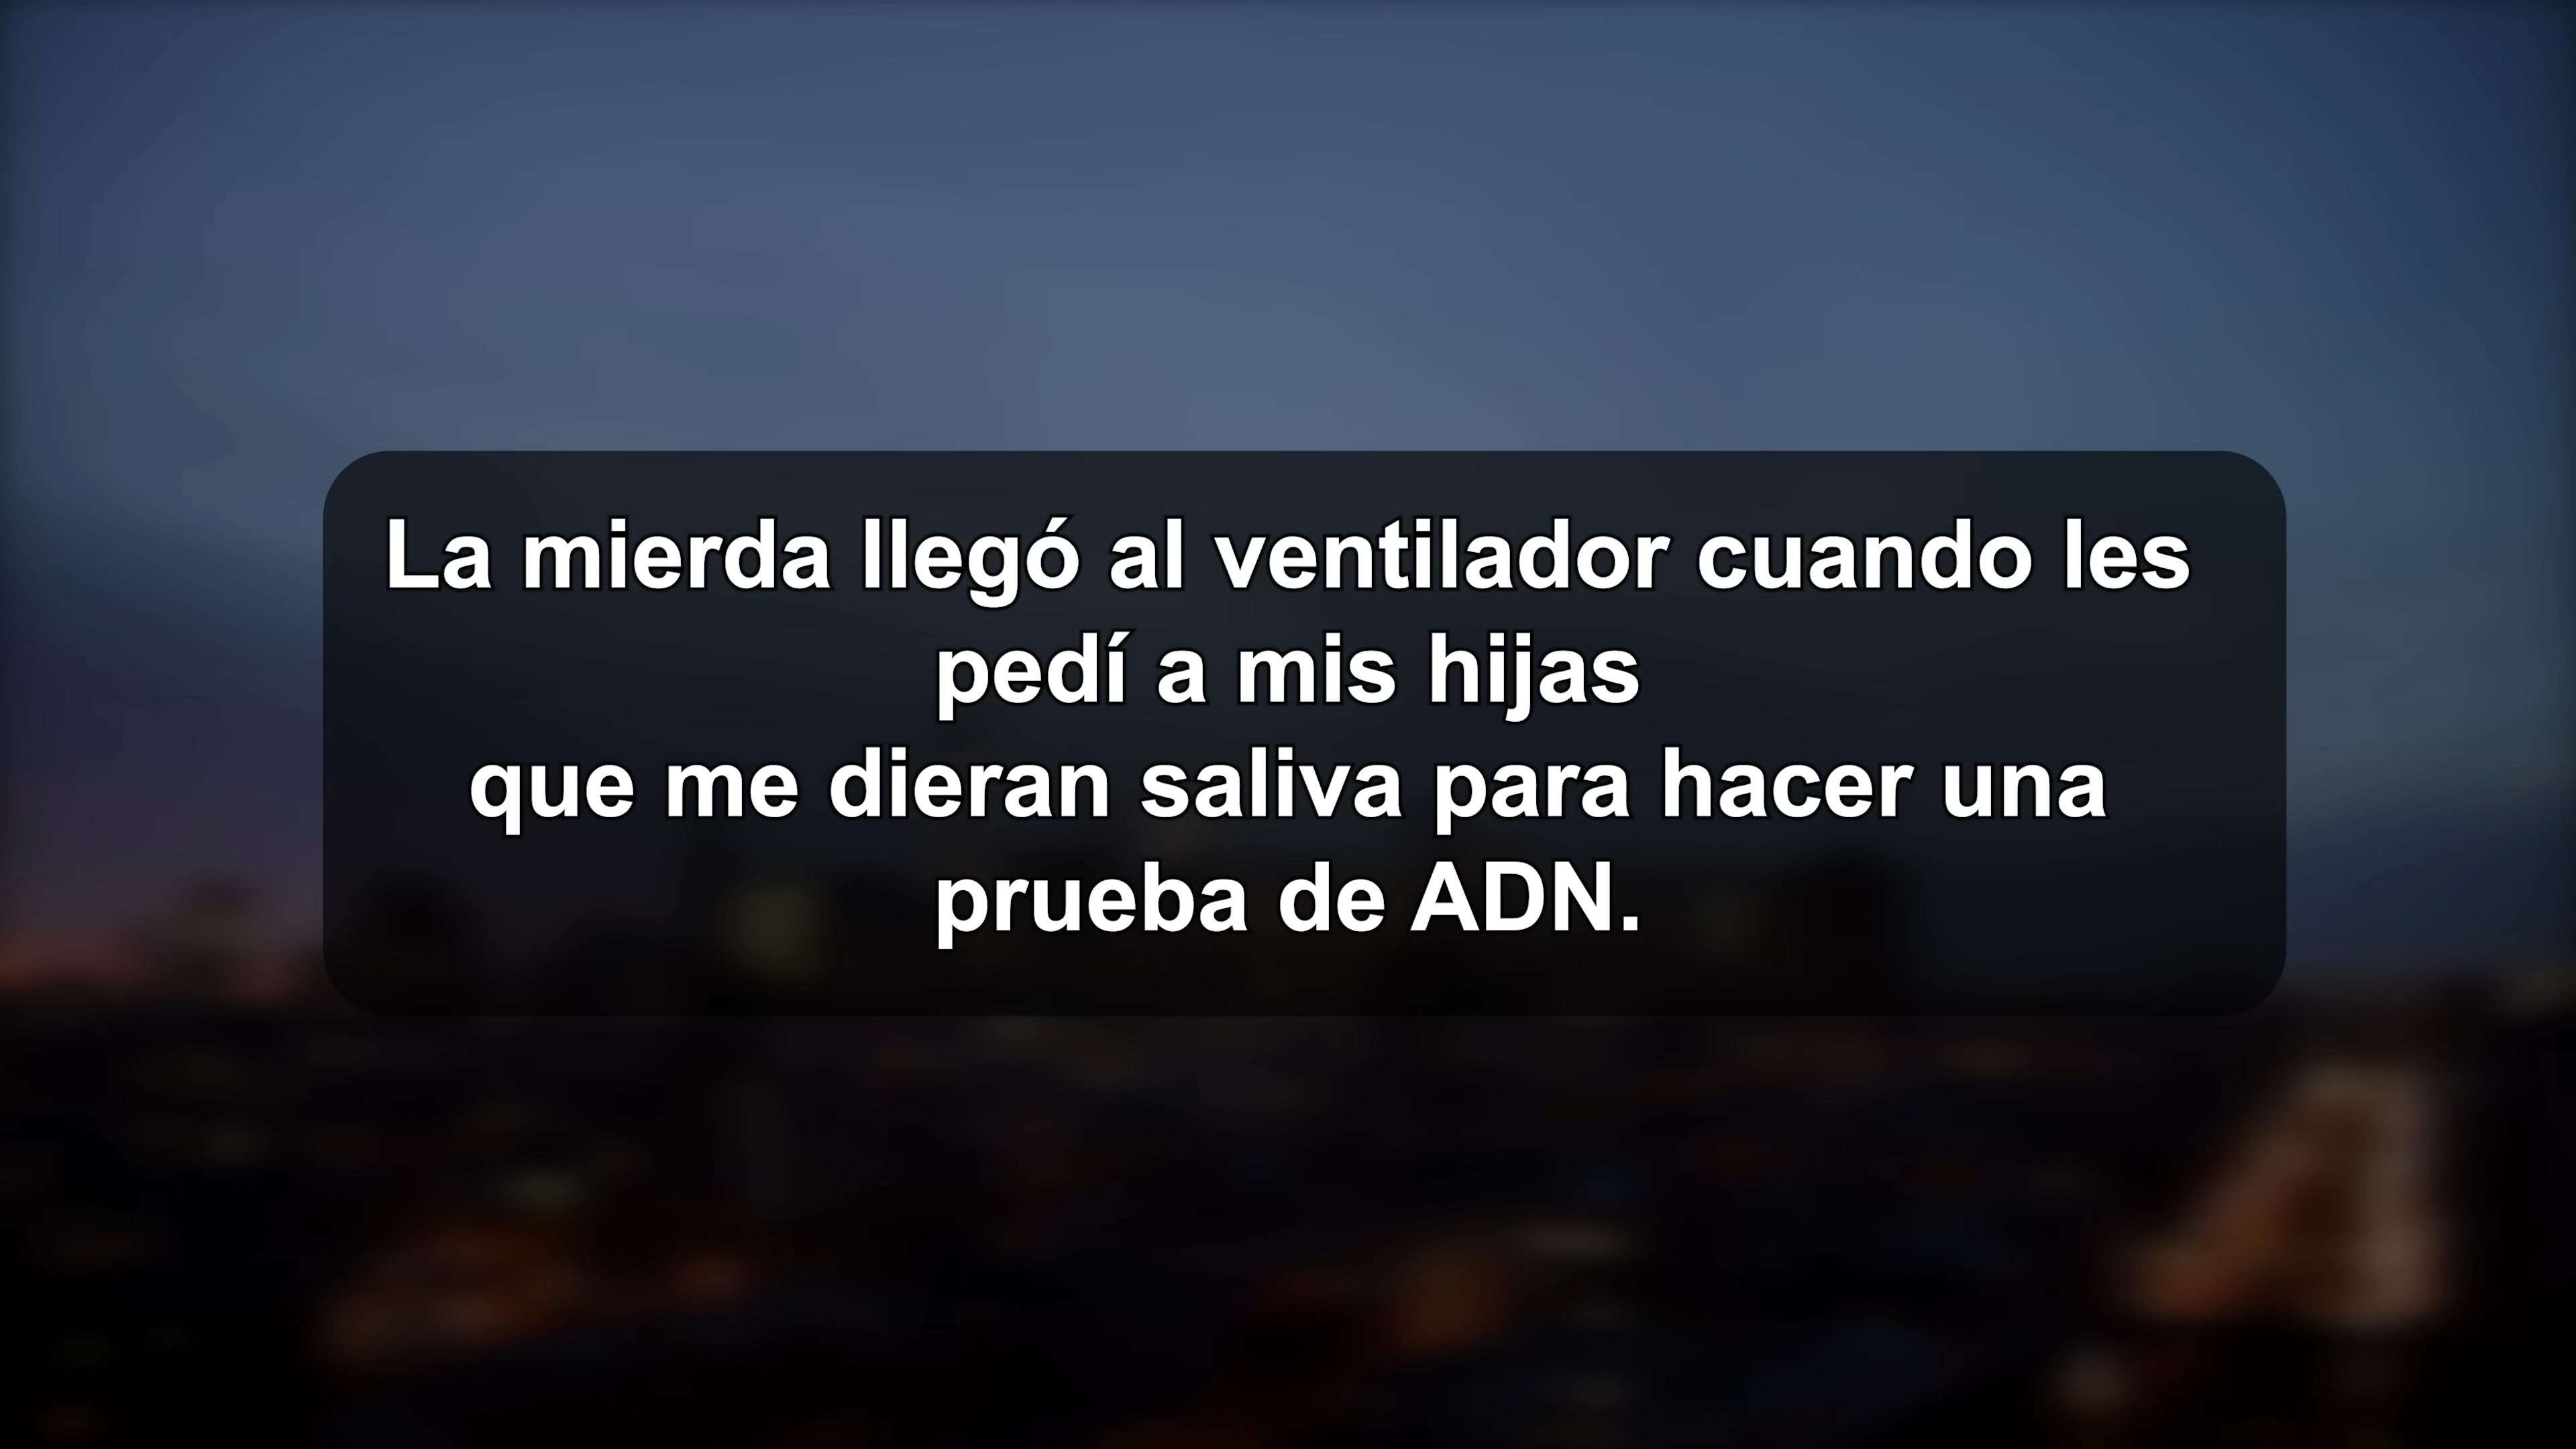 La mierda llegó al ventilador cuando les
pedí a mis hijas
que me dieran saliva para hacer una
prueba de ADN.